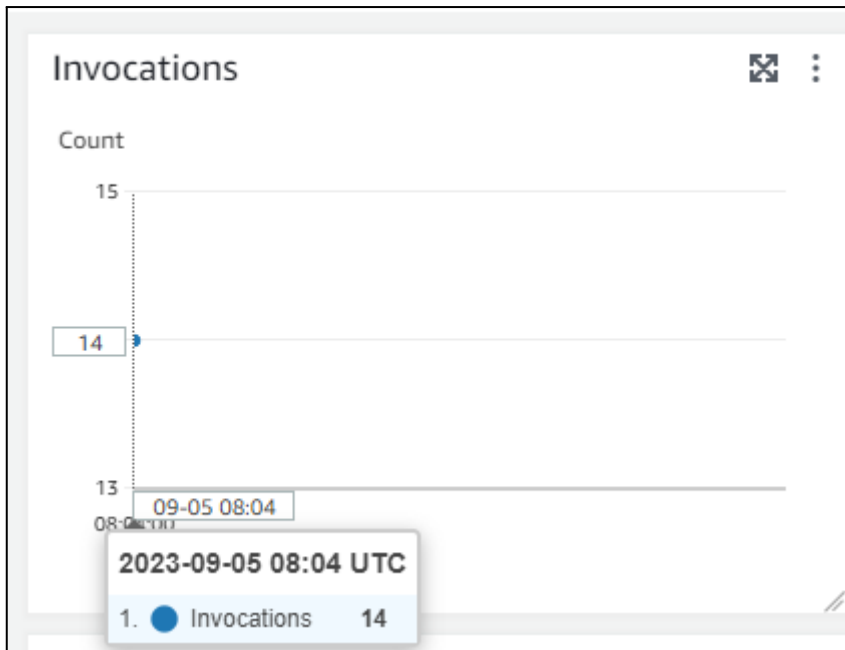 Invocations
Count
15
14
13
09-05 08:04
2023-09-05 08:04 UTC
1. Invocations 14